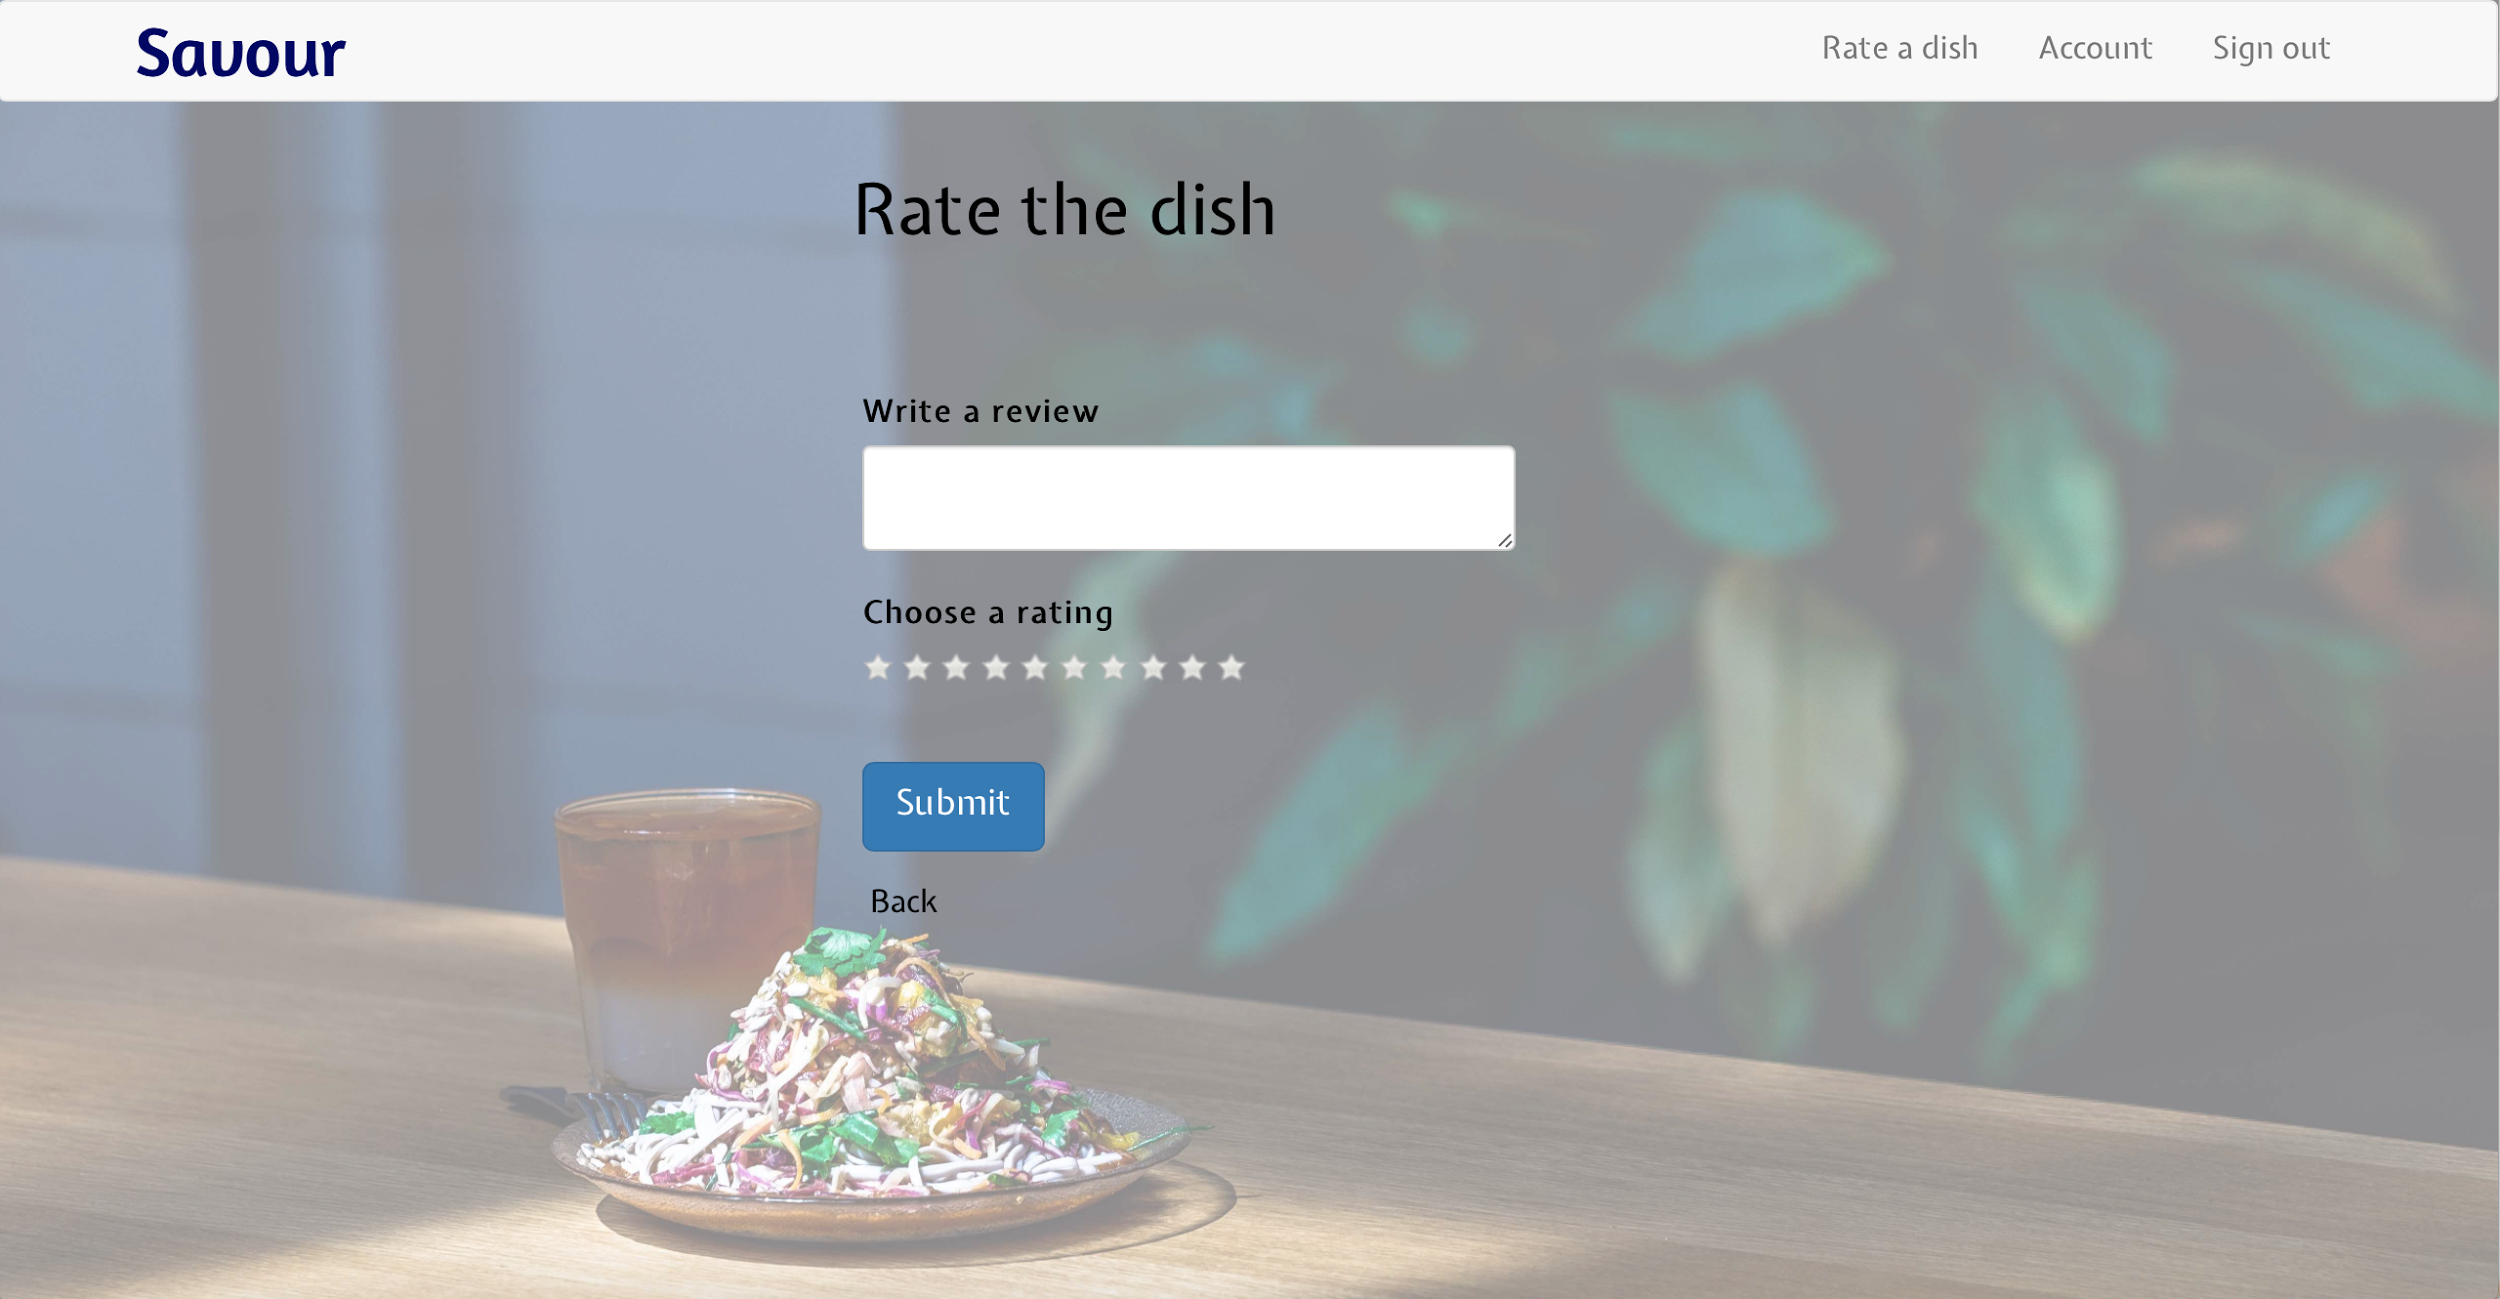 Savour
Rate a dish
Account
Sign out
Rate the dish
Write a review
Choose a rating
Submit
Back